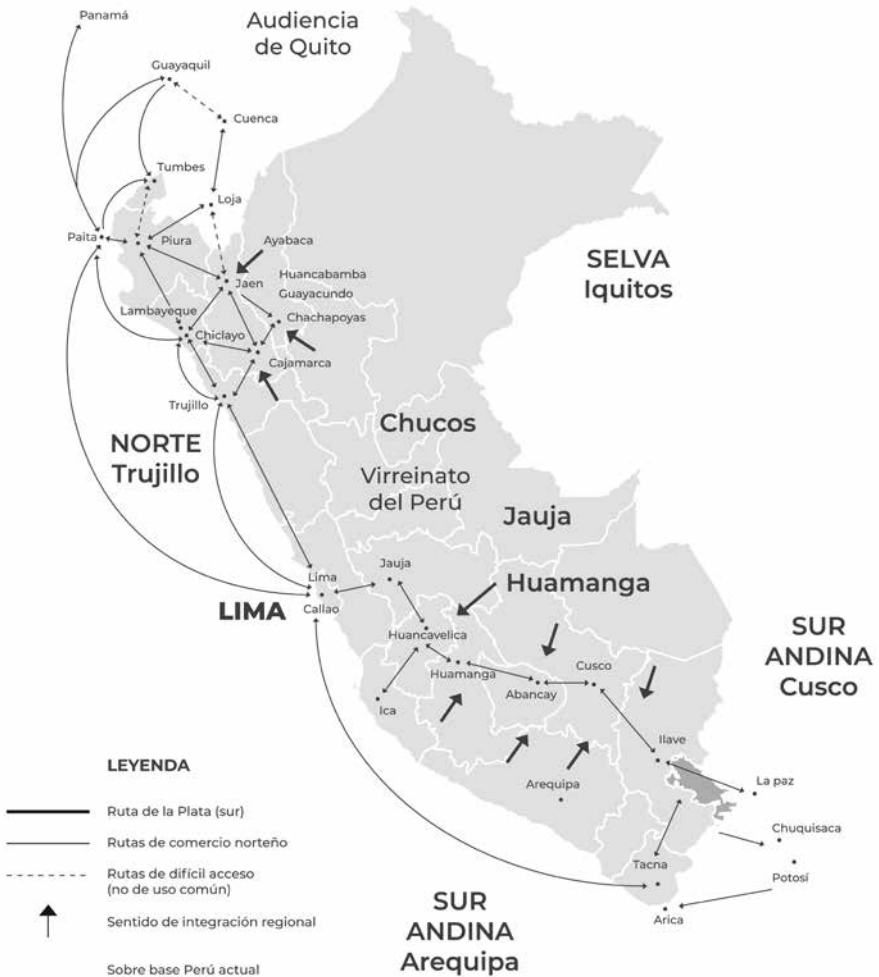 Panamá
Audiencia
de Quito
Guayaquil
Cuenca
Tumbes
Loja
Paita
Piura
Ayabaca
SELVA
Iquitos
Jaen
Huancabamba
Guayacundo
Lambayeque
Chachapoyas
Chiclayo
Cajamarca
Trujillo
NORTE
Trujillo
Chucos
Virreinato
del Perú
Jauja
Lima
Jauja
LIMA
Callao
Huamanga
Huancavelica
SUR
ANDINA
Cusco
Huamanga
Cusco
Abancay
Ica
Ilave
Arequipa
La paz
Chuquisaca
Tacna
Potosí
Arica
LEYENDA
Ruta de la Plata (sur)
Rutas de comercio norteño
Rutas de difícil acceso
(no de uso común)
Sentido de integración regional
Sobre base Perú actual
SUR
ANDINA
Arequipa